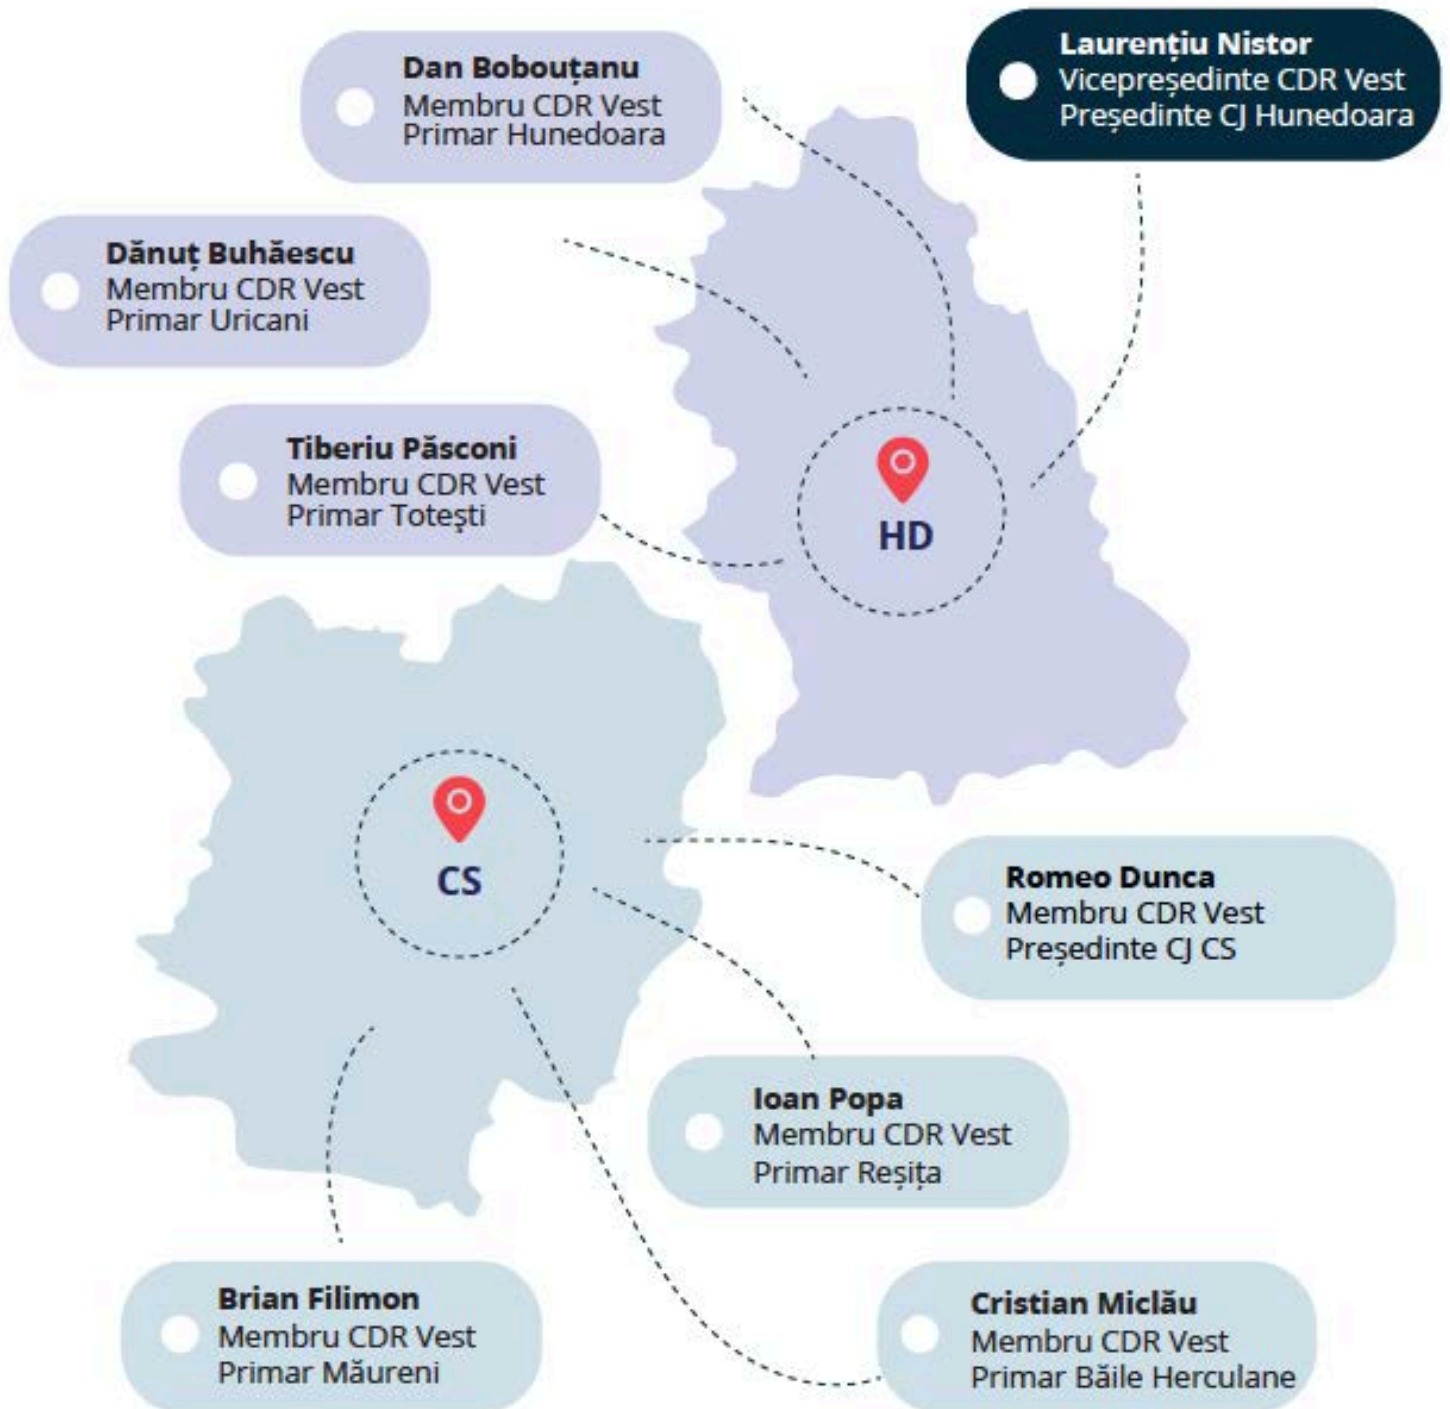 Laurențiu Nistor
Vicepreședinte CDR Vest
Președinte CJ Hunedoara
Dan Bobouțanu
Membru CDR Vest
Primar Hunedoara
Dănuț Buhăescu
Membru CDR Vest
Primar Uricani
Tiberiu Păsconi
Membru CDR Vest
Primar Toteşti
HD
CS
Romeo Dunca
Membru CDR Vest
Președinte CJ CS
Ioan Popa
Membru CDR Vest
Primar Reșița
Brian Filimon
Membru CDR Vest
Primar Măureni
Cristian Miclău
Membru CDR Vest
Primar Băile Herculane